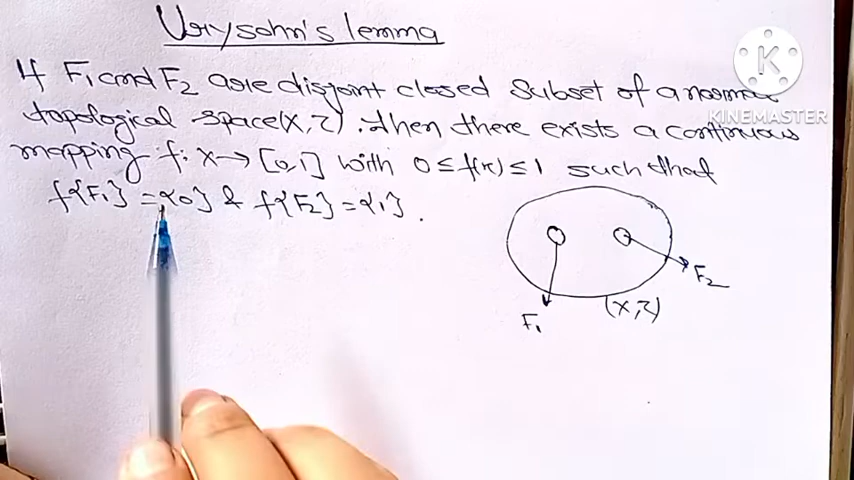 Urysohn's lemma
If F₁ and F₂ are disjoint closed subset of a normal
topological space (X, τ). Then there exists a continuous
mapping f: X → [0,1] with 0 ≤ f(x) ≤ 1 such that
f{F₁} = {0} & f{F₂} = {1}.
F₂
F₁
(X, τ)
K
KINEMASTER